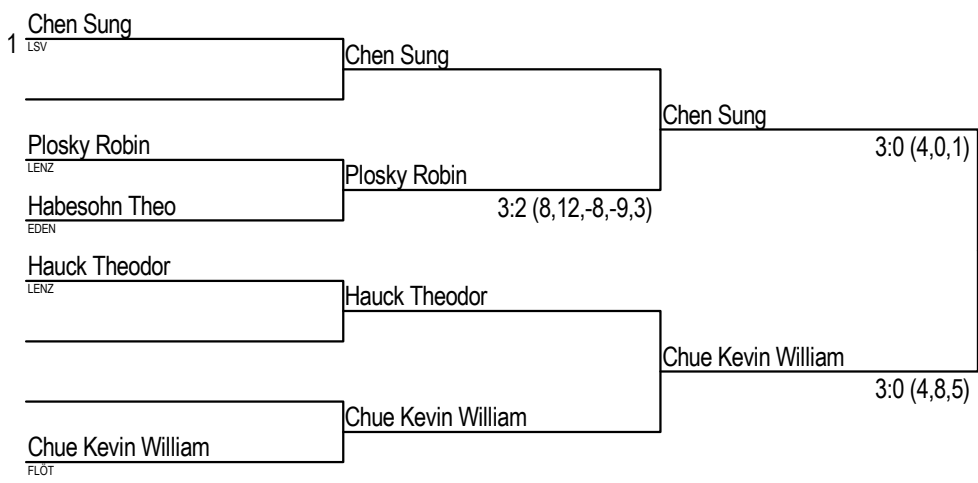 Chen Sung
1 LSV
Chen Sung
Chen Sung
3:0 (4,0,1)
Plosky Robin
LENZ
Plosky Robin
3:2 (8,12,-8,-9,3)
Habesohn Theo
EDEN
Hauck Theodor
LENZ
Hauck Theodor
Chue Kevin William
3:0 (4,8,5)
Chue Kevin William
Chue Kevin William
FLÖT